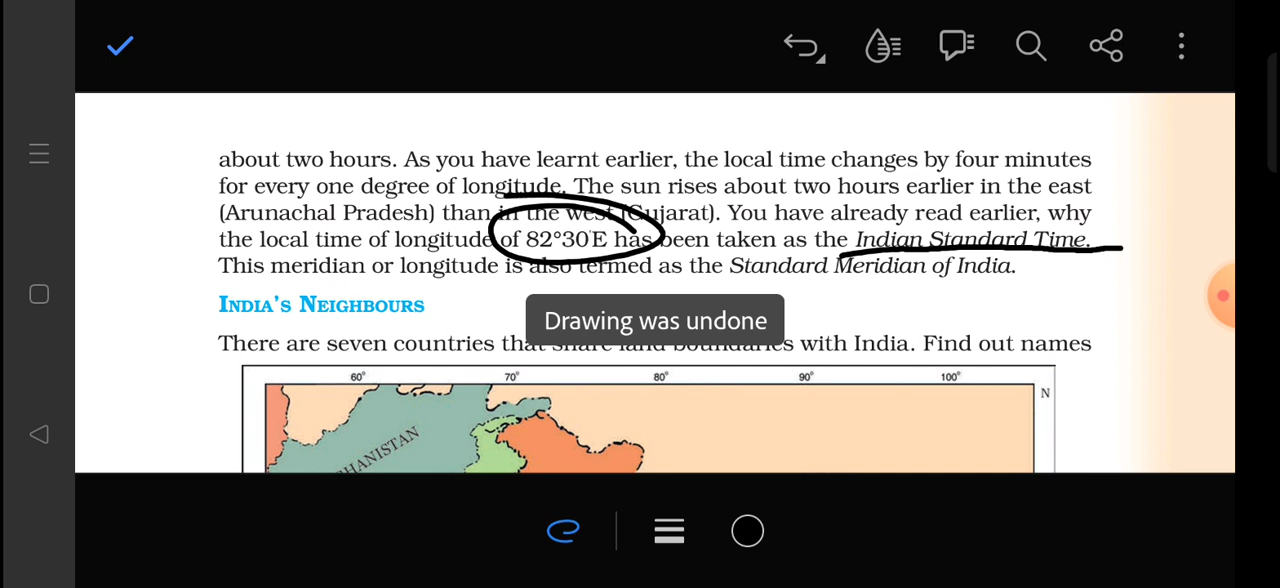 about two hours. As you have learnt earlier, the local time changes by four minutes
for every one degree of longitude. The sun rises about two hours earlier in the east
(Arunachal Pradesh) than in the west (Gujarat). You have already read earlier, why
the local time of longitude of 82°30'E has been taken as the Indian Standard Time.
This meridian or longitude is also termed as the Standard Meridian of India.
INDIA'S NEIGHBOURS
Drawing was undone
There are seven countries that share land boundaries with India. Find out names
60° 70° 80° 90° 100°
N
HANISTAN